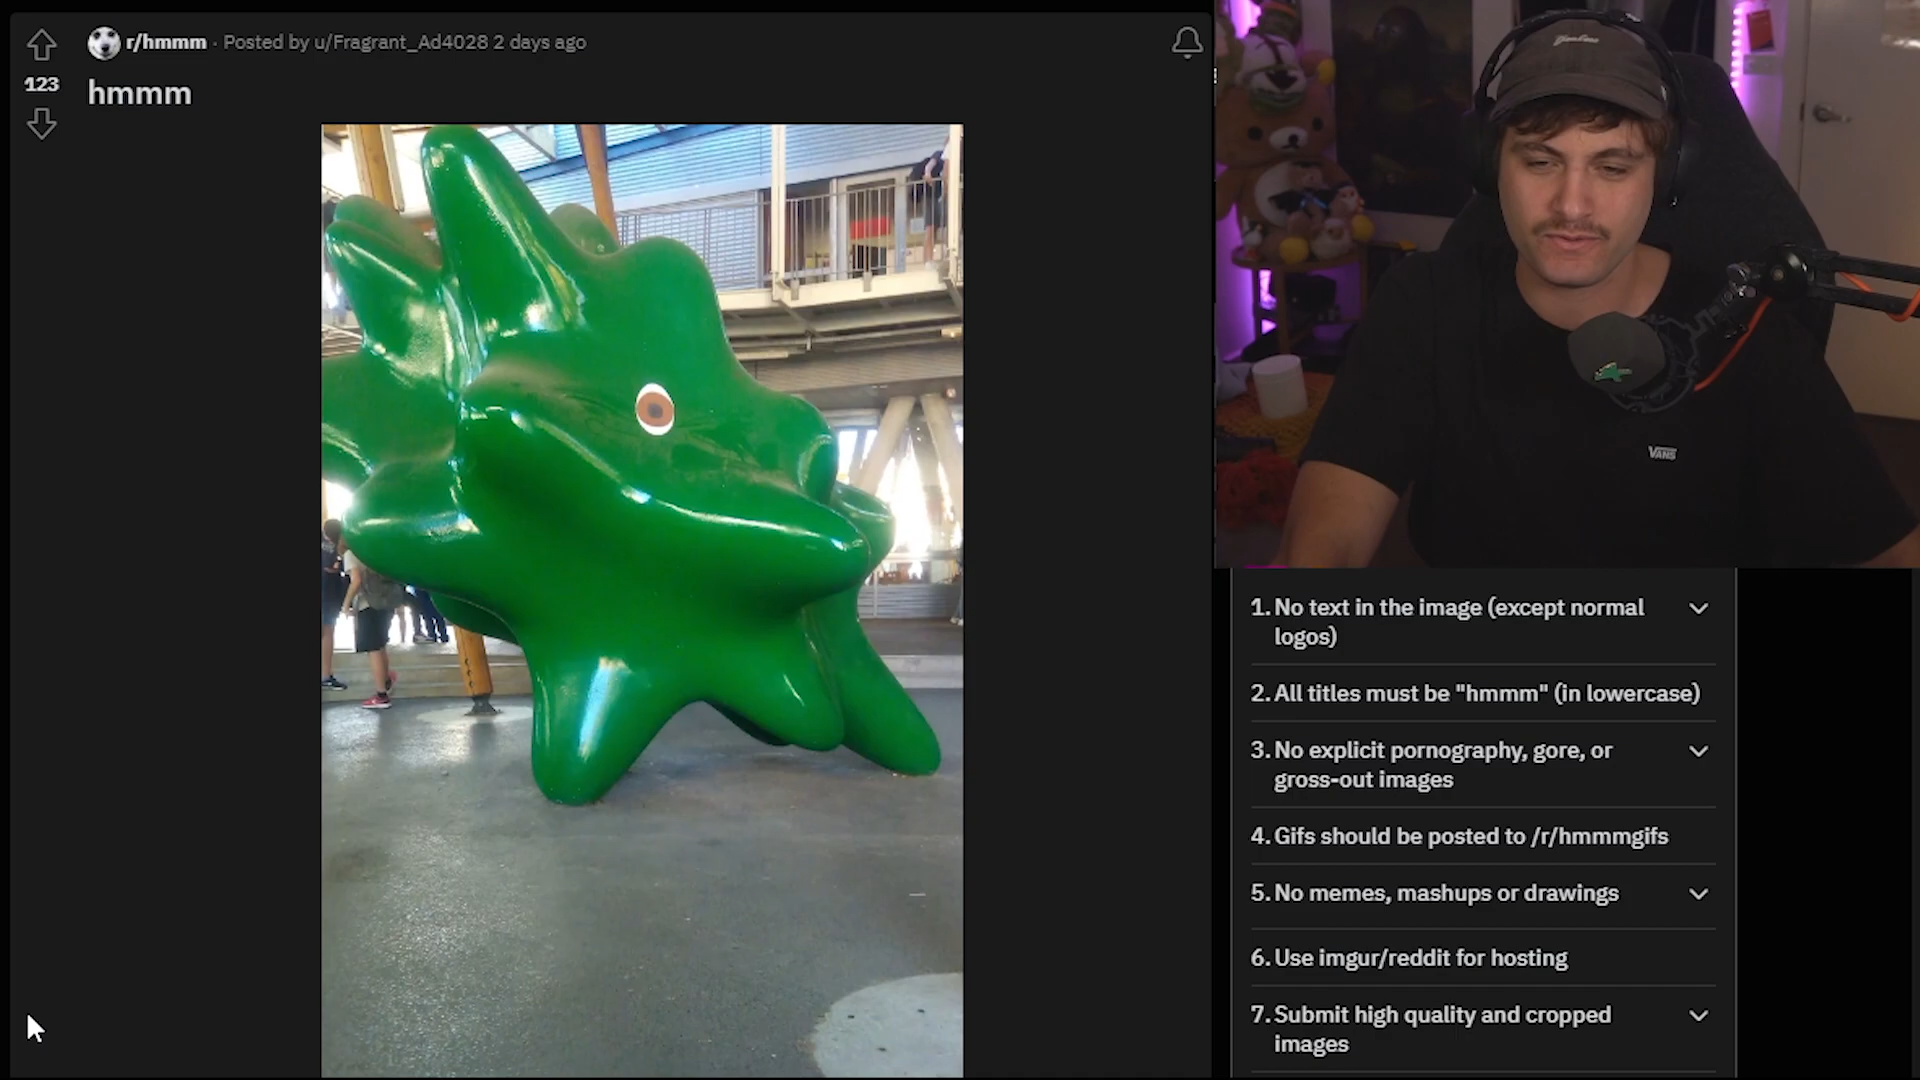 r/hmmm · Posted by u/Fragrant_Ad4028 2 days ago
123
hmmm
VANS
1. No text in the image (except normal
logos)
2. All titles must be "hmmm" (in lowercase)
3. No explicit pornography, gore, or
gross-out images
4. Gifs should be posted to /r/hmmmgifs
5. No memes, mashups or drawings
6. Use imgur/reddit for hosting
7. Submit high quality and cropped
images